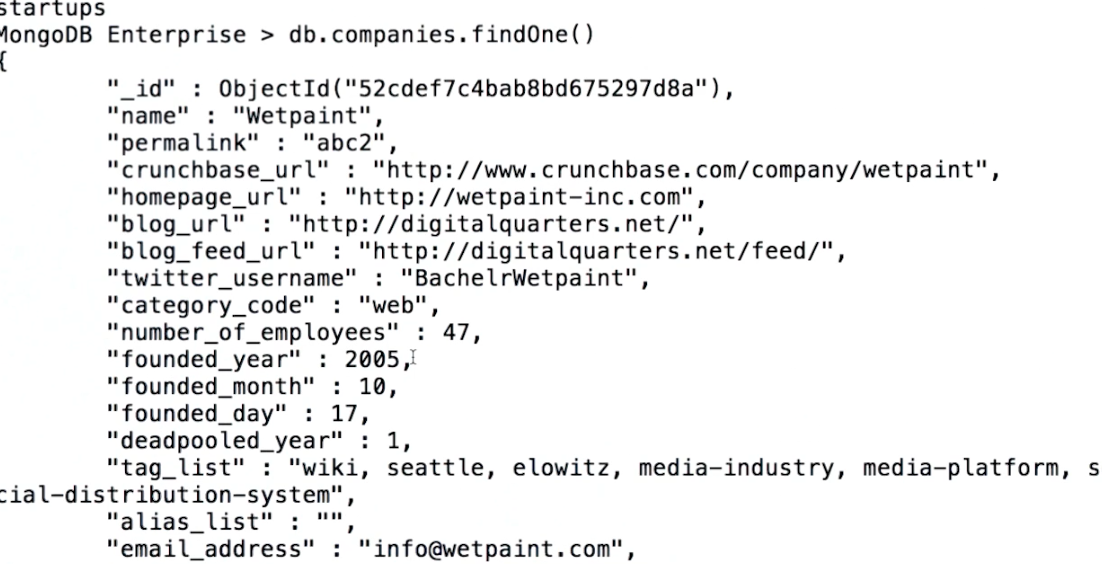 startups
MongoDB Enterprise > db.companies.findOne()
{
"_id" : ObjectId("52cdef7c4bab8bd675297d8a"),
"name" : "Wetpaint",
"permalink" : "abc2",
"crunchbase_url" : "http://www.crunchbase.com/company/wetpaint",
"homepage_url" : "http://wetpaint-inc.com",
"blog_url" : "http://digitalquarters.net/",
"blog_feed_url" : "http://digitalquarters.net/feed/",
"twitter_username" : "BachelrWetpaint",
"category_code" : "web",
"number_of_employees" : 47,
"founded_year" : 2005,
"founded_month" : 10,
"founded_day" : 17,
"deadpooled_year" : 1,
"tag_list" : "wiki, seattle, elowitz, media-industry, media-platform, s
cial-distribution-system",
"alias_list" : "",
"email_address" : "info@wetpaint.com",